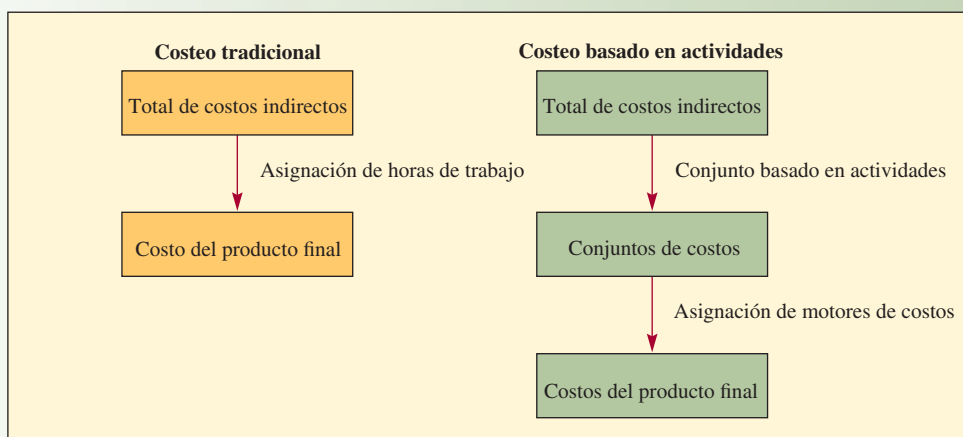 Costeo tradicional
Total de costos indirectos
Asignación de horas de trabajo
Costo del producto final
Costeo basado en actividades
Total de costos indirectos
Conjunto basado en actividades
Conjuntos de costos
Asignación de motores de costos
Costos del producto final